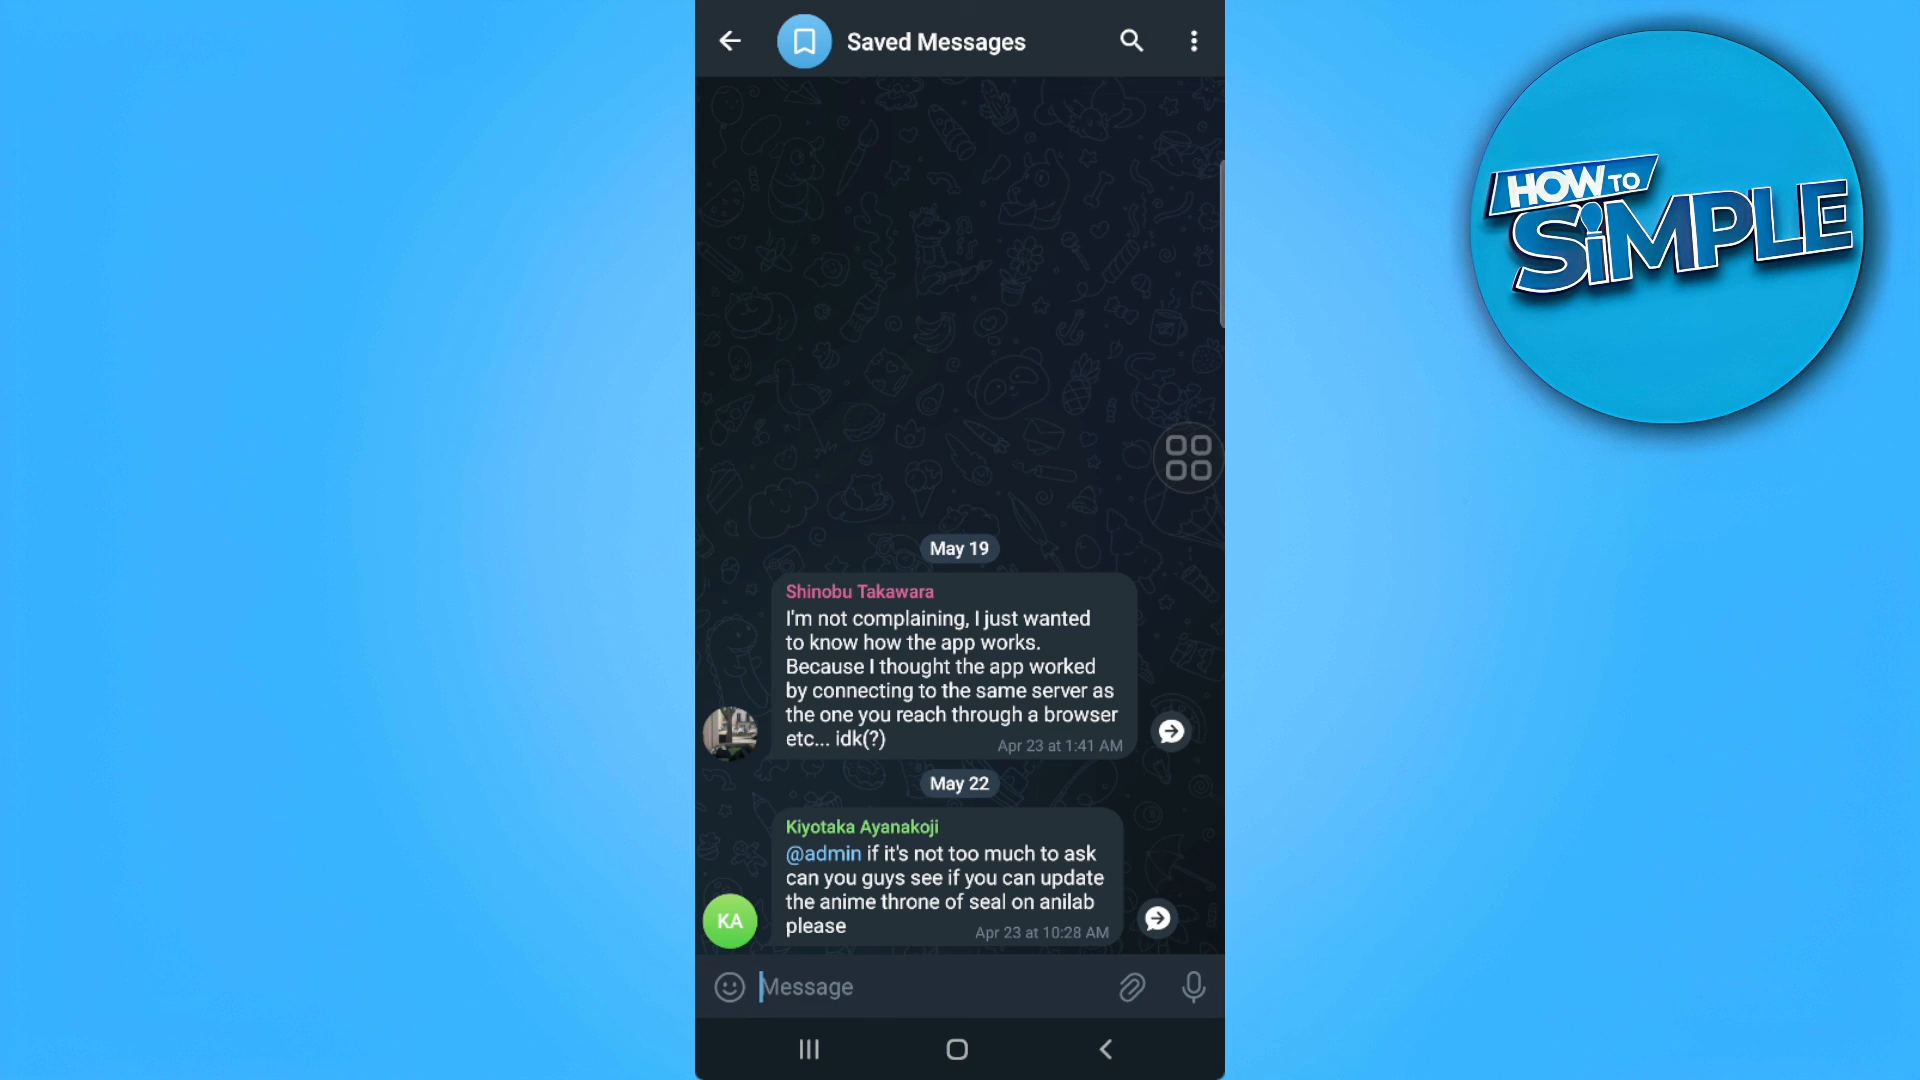 Saved Messages
HOW TO
SiMPLE
May 19
Shinobu Takawara
I'm not complaining, I just wanted
to know how the app works.
Because I thought the app worked
by connecting to the same server as
the one you reach through a browser
etc... idk(?)
Apr 23 at 1:41 AM
May 22
Kiyotaka Ayanakoji
@admin if it's not too much to ask
can you guys see if you can update
the anime throne of seal on anilab
please
Apr 23 at 10:28 AM
KA
Message